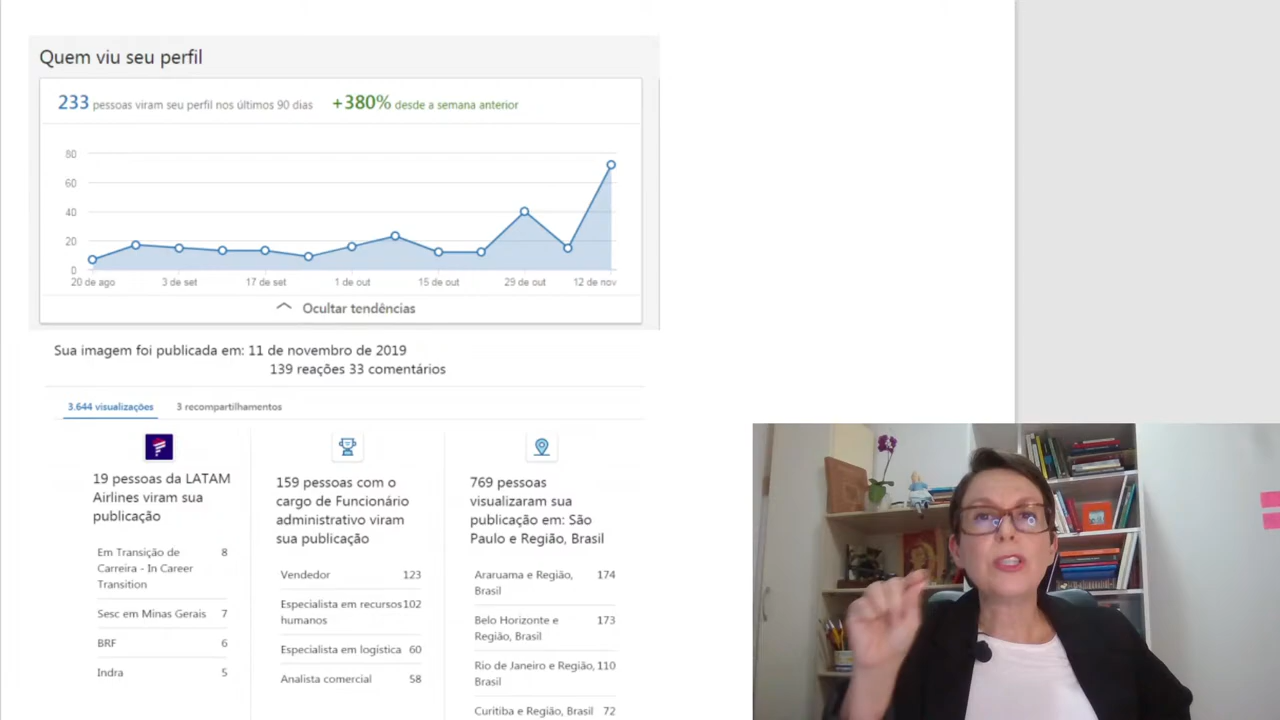 Quem viu seu perfil
233 pessoas viram seu perfil nos últimos 90 dias +380% desde a semana anterior
80
60
40
20
0
20 de ago 3 de set 17 de set 1 de out 15 de out 29 de out 12 de nov
Ocultar tendências
Sua imagem foi publicada em: 11 de novembro de 2019
139 reações 33 comentários
3.644 visualizações 3 recompartilhamentos
19 pessoas da LATAM
Airlines viram sua
publicação
Em Transição de 8
Carreira - In Career
Transition
Sesc em Minas Gerais 7
BRF 6
Indra 5
159 pessoas com o
cargo de Funcionário
administrativo viram
sua publicação
Vendedor 123
Especialista em recursos 102
humanos
Especialista em logística 60
Analista comercial 58
769 pessoas
visualizaram sua
publicação em: São
Paulo e Região, Brasil
Araruama e Região, 174
Brasil
Belo Horizonte e 173
Região, Brasil
Rio de Janeiro e Região, 110
Brasil
Curitiba e Região, Brasil 72